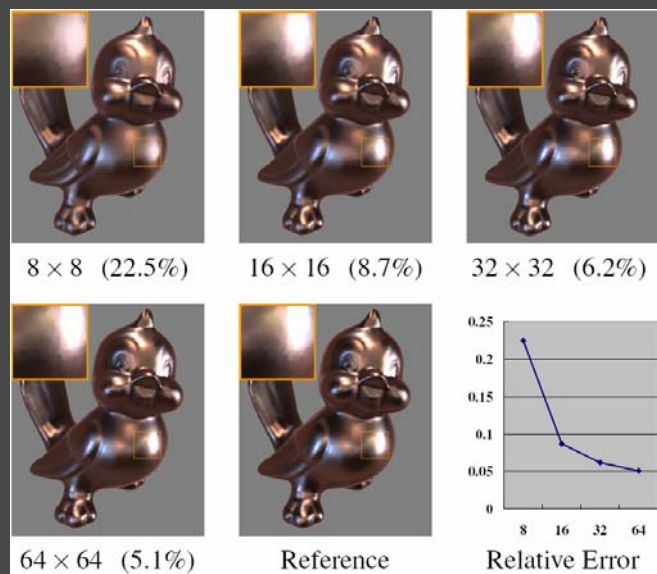 8 × 8 (22.5%)
16 × 16 (8.7%)
32 × 32 (6.2%)
0.25
0.2
0.15
0.1
0.05
0
8 16 32 64
64 × 64 (5.1%)
Reference
Relative Error